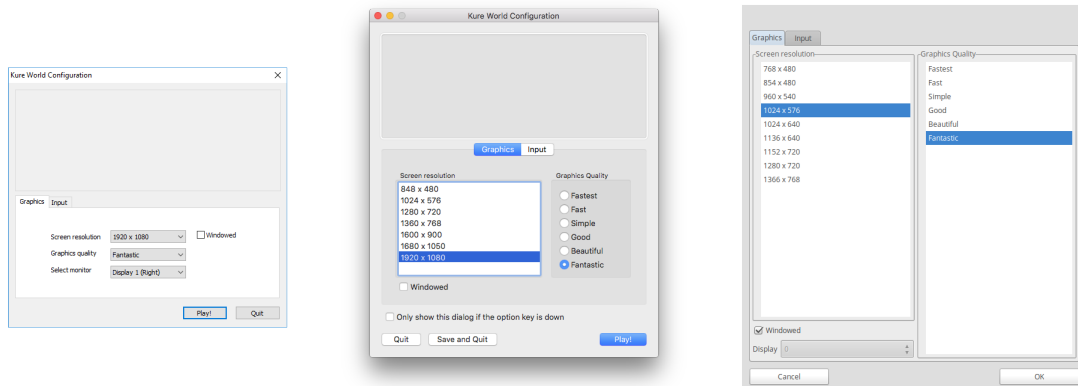 Kure World Configuration
Graphics Input
Screen resolution 1920 x 1080 Windowed
Graphics quality Fantastic
Select monitor Display 1 (Right)
Play! Quit
Kure World Configuration
Graphics Input
Screen resolution
848 x 480
1024 x 576
1280 x 720
1360 x 768
1600 x 900
1680 x 1050
1920 x 1080
Graphics Quality
Fastest
Fast
Simple
Good
Beautiful
Fantastic
Windowed
Only show this dialog if the option key is down
Quit Save and Quit Play!
Graphics Input
Screen resolution
768 x 480
854 x 480
960 x 540
1024 x 576
1024 x 640
1136 x 640
1152 x 720
1280 x 720
1366 x 768
Graphics Quality
Fastest
Fast
Simple
Good
Beautiful
Fantastic
Windowed
Display 0
Cancel OK